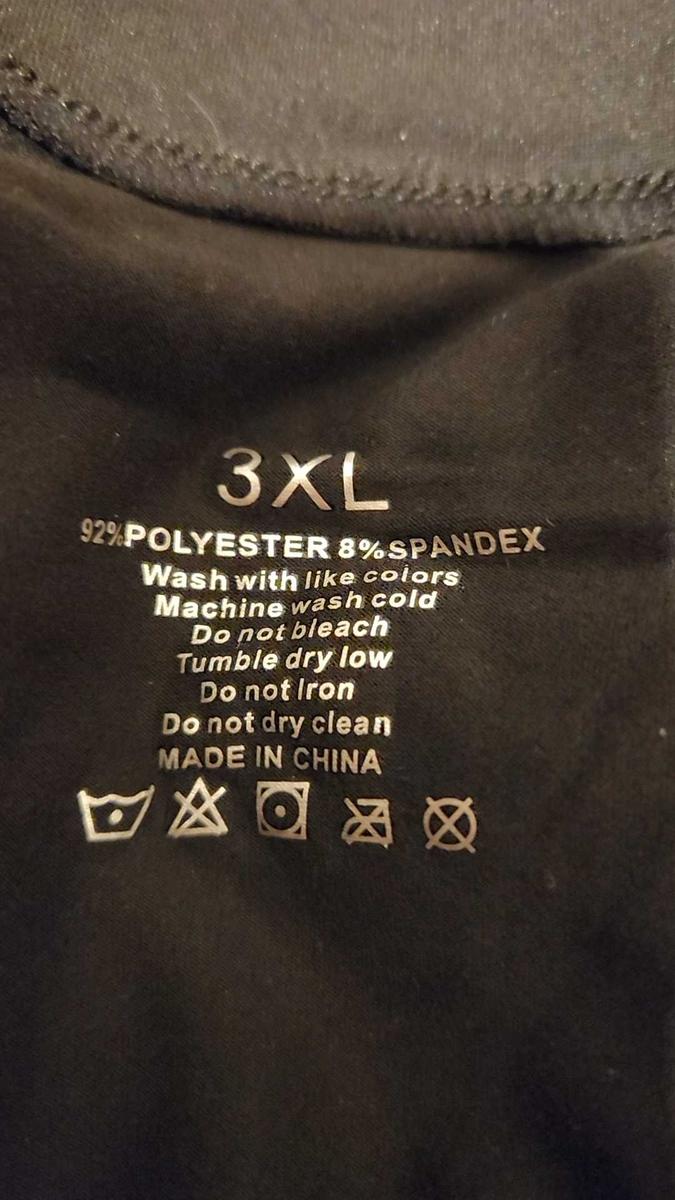 3XL
92%POLYESTER 8%SPANDEX
Wash with like colors
Machine wash cold
Do not bleach
Tumble dry low
Do not Iron
Do not dry clean
MADE IN CHINA